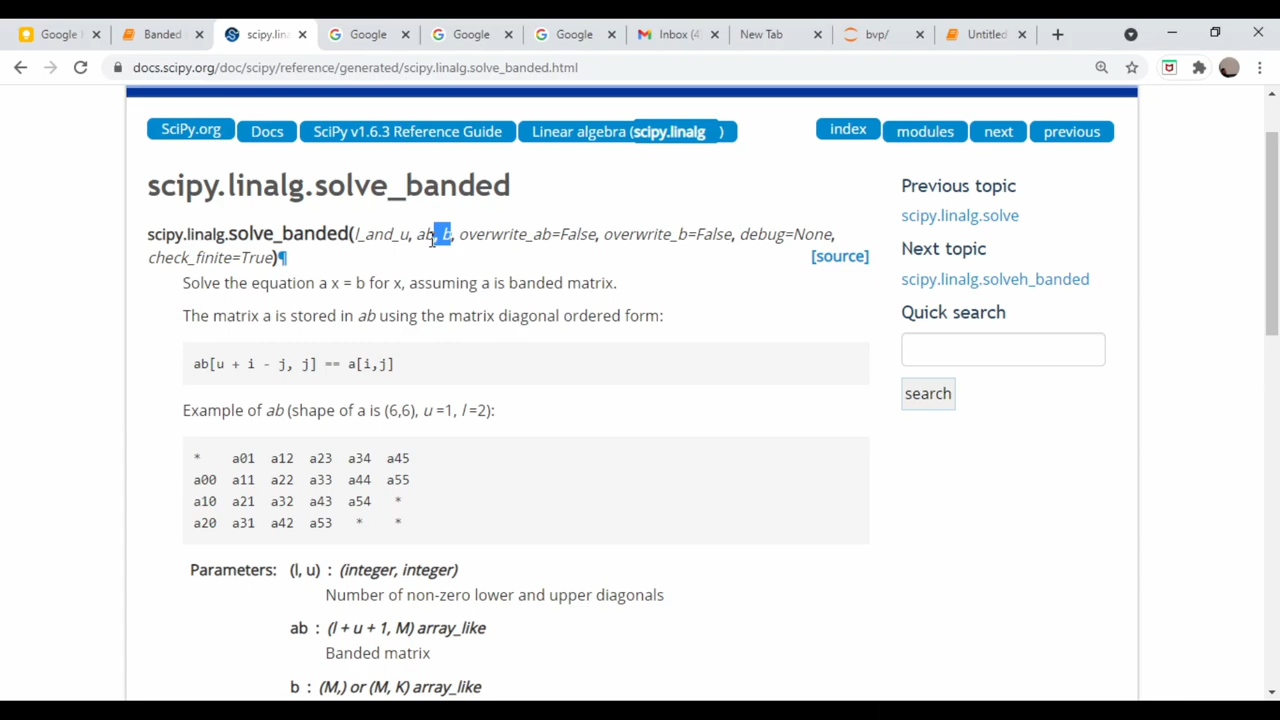 Google
Banded
scipy.lin
Google
Google
Google
Inbox (4
New Tab
bvp/
Untitled
docs.scipy.org/doc/scipy/reference/generated/scipy.linalg.solve_banded.html
SciPy.org
Docs
SciPy v1.6.3 Reference Guide
Linear algebra (scipy.linalg )
index
modules
next
previous
scipy.linalg.solve_banded
scipy.linalg.solve_banded(l_and_u, ab, b, overwrite_ab=False, overwrite_b=False, debug=None,
check_finite=True)¶
[source]
Solve the equation a x = b for x, assuming a is banded matrix.
The matrix a is stored in ab using the matrix diagonal ordered form:
ab[u + i - j, j] == a[i,j]
Example of ab (shape of a is (6,6), u =1, l =2):
* a01 a12 a23 a34 a45
a00 a11 a22 a33 a44 a55
a10 a21 a32 a43 a54 *
a20 a31 a42 a53 * *
Parameters: (l, u) : (integer, integer)
Number of non-zero lower and upper diagonals
ab : (l + u + 1, M) array_like
Banded matrix
b : (M,) or (M, K) array_like
Previous topic
scipy.linalg.solve
Next topic
scipy.linalg.solveh_banded
Quick search
search